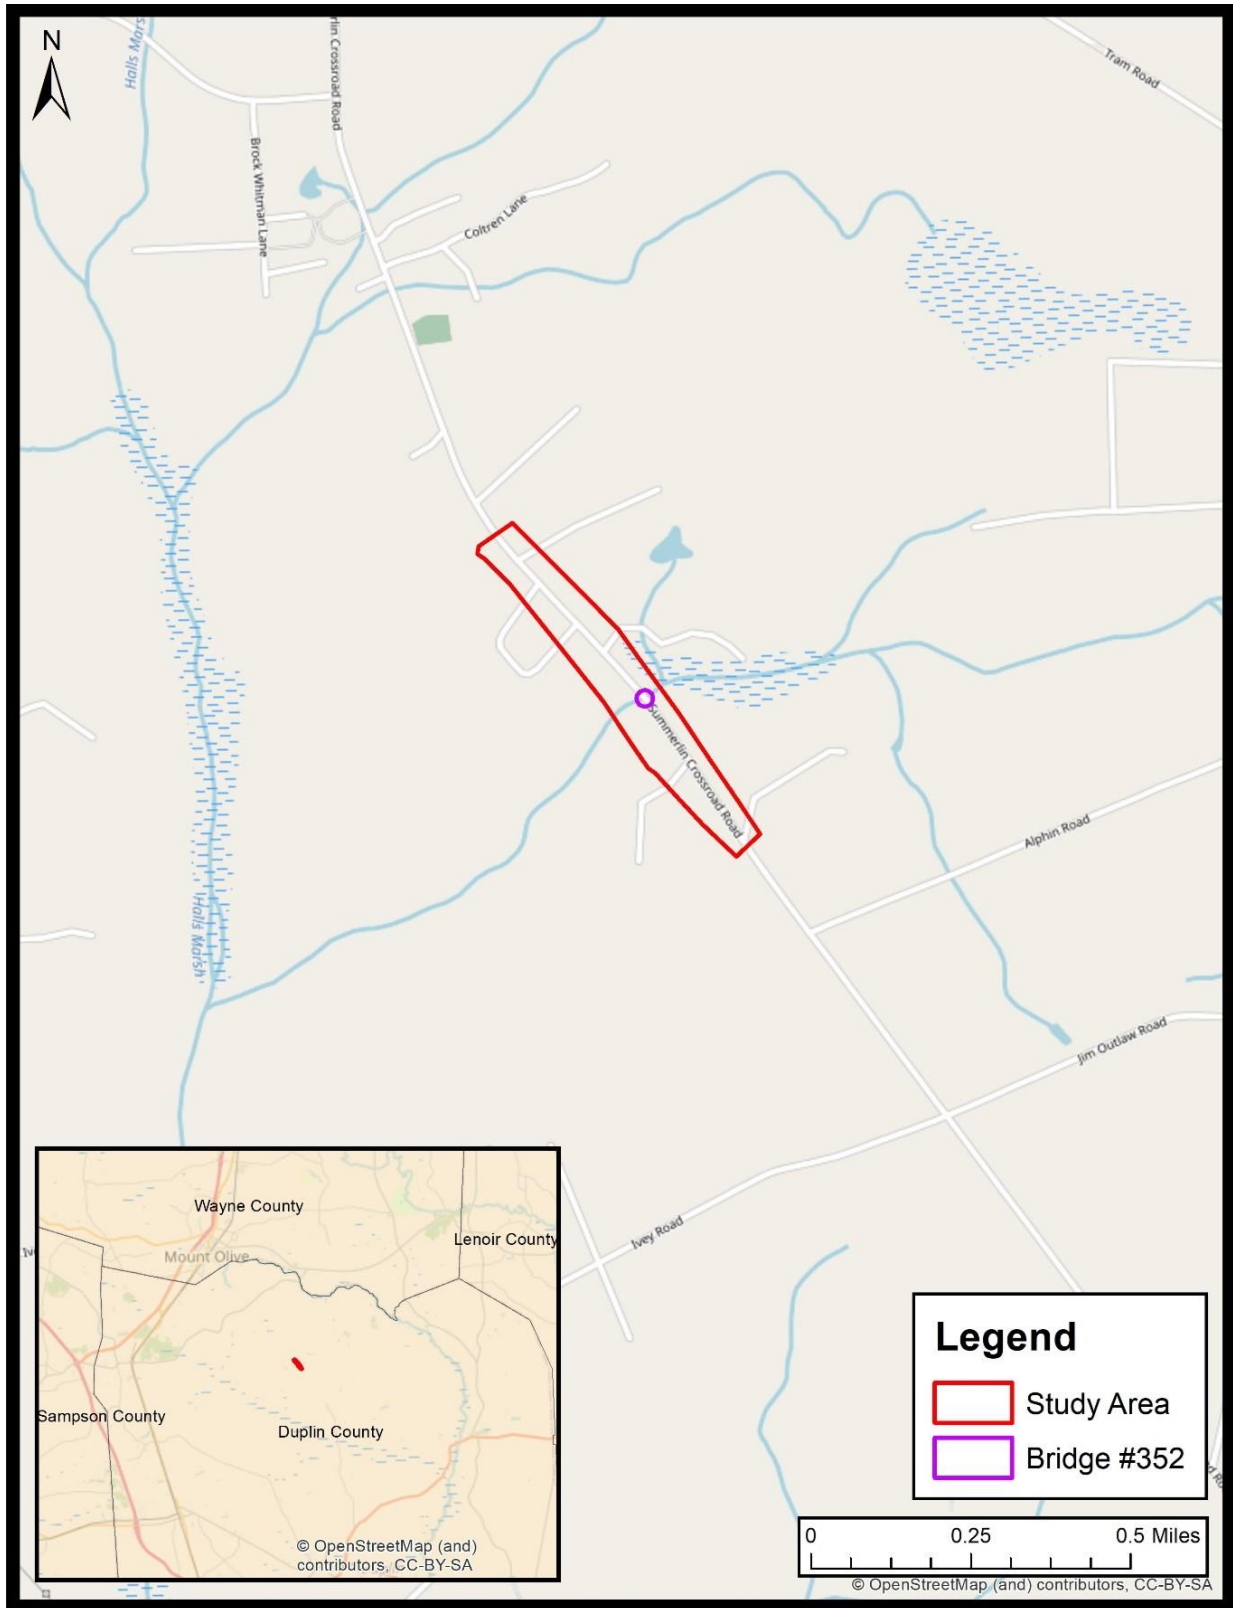 N
Halls Mars
rlin Crossroad Road
Tram Road
Brock Whitman Lane
Coltren Lane
Summerlin Crossroad Road
Alphin Road
Halls Marsh
Jim Outlaw Road
Ivey Road
Wayne County
Lenoir County
Mount Olive
Sampson County
Duplin County
© OpenStreetMap (and)
contributors, CC-BY-SA
Legend
Study Area
Bridge #352
0 0.25 0.5 Miles
© OpenStreetMap (and) contributors, CC-BY-SA